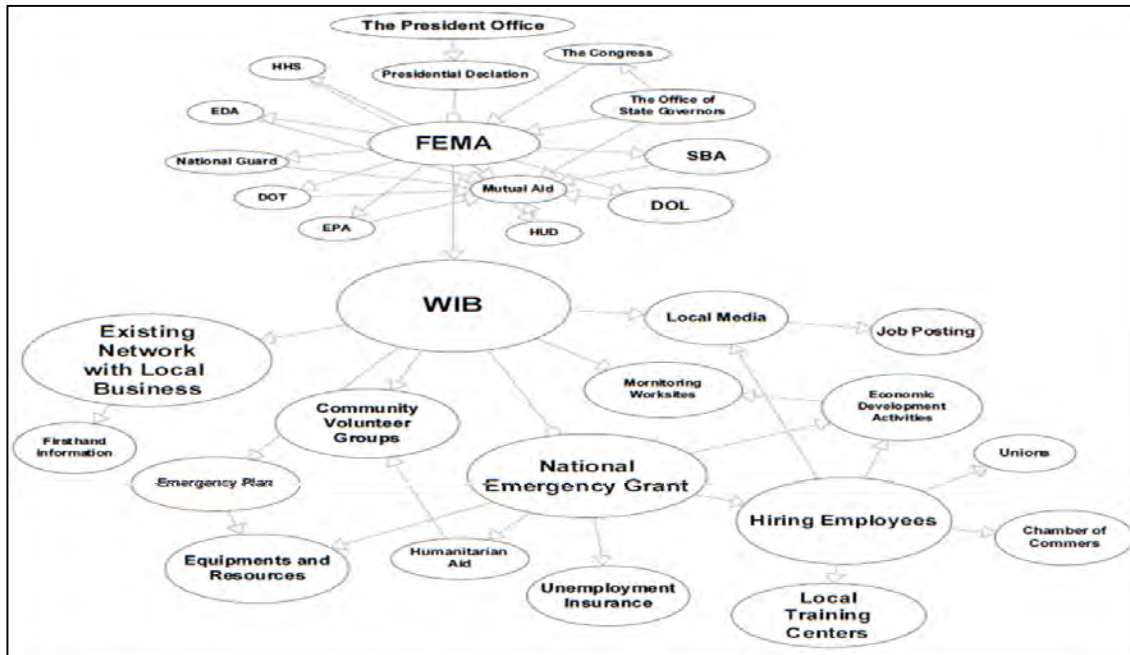 The President Office
The Congress
HHS
Presidential Declation
The Office of
State Governors
EDA
FEMA
SBA
National Guard
Mutual Aid
DOT
DOL
EPA
HUD
WIB
Local Media
Job Posting
Existing
Network
with Local
Business
Mornitoring
Worksites
Economic
Development
Activities
Community
Volunteer
Groups
Firsthand
Information
Unions
National
Emergency Grant
Emergency Plan
Hiring Employees
Chamber of
Commers
Equipments and
Resources
Humanitarian
Aid
Unemployment
Insurance
Local
Training
Centers